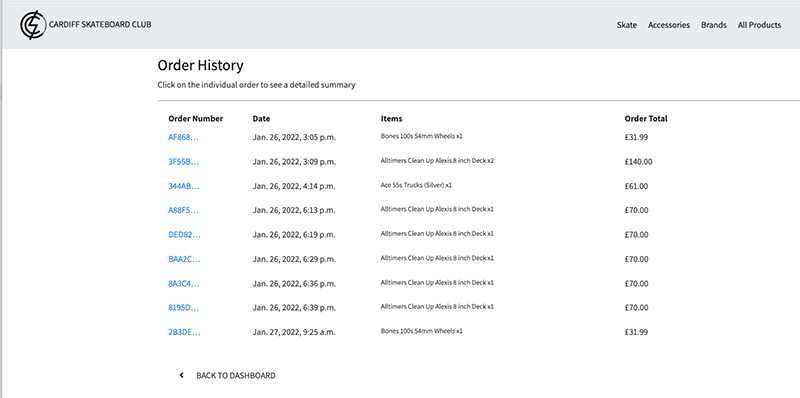 CARDIFF SKATEBOARD CLUB Skate Accessories Brands All Products
Order History
Click on the individual order to see a detailed summary
Order Number Date Items Order Total
AF868... Jan. 26, 2022, 3:05 p.m. Bones 100s 54mm Wheels x1 £31.99
3F55B... Jan. 26, 2022, 3:09 p.m. Alltimers Clean Up Alexis 8 inch Deck x2 £140.00
344AB... Jan. 26, 2022, 4:14 p.m. Ace 55s Trucks (Silver) x1 £61.00
A88F5... Jan. 26, 2022, 6:13 p.m. Alltimers Clean Up Alexis 8 inch Deck x1 £70.00
DED82... Jan. 26, 2022, 6:19 p.m. Alltimers Clean Up Alexis 8 inch Deck x1 £70.00
BAA2C... Jan. 26, 2022, 6:29 p.m. Alltimers Clean Up Alexis 8 inch Deck x1 £70.00
8A3C4... Jan. 26, 2022, 6:36 p.m. Alltimers Clean Up Alexis 8 inch Deck x1 £70.00
8195D... Jan. 26, 2022, 6:39 p.m. Alltimers Clean Up Alexis 8 inch Deck x1 £70.00
2B3DE... Jan. 27, 2022, 9:25 a.m. Bones 100s 54mm Wheels x1 £31.99
BACK TO DASHBOARD